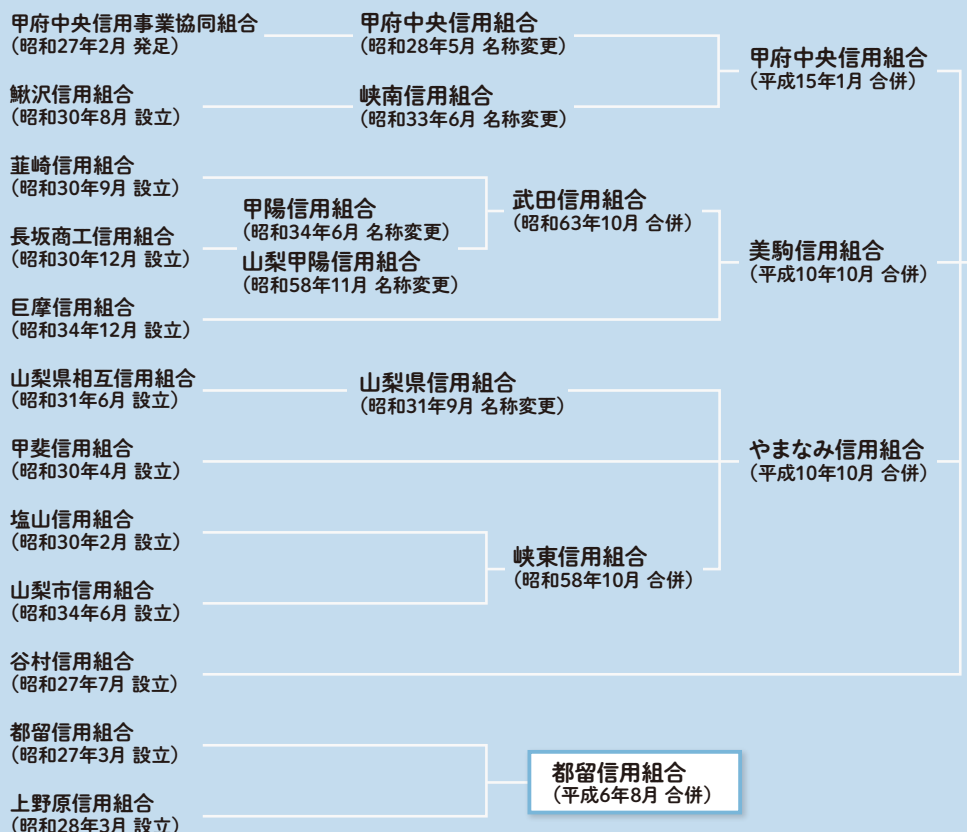 甲府中央信用事業協同組合
（昭和27年2月 発足）
甲府中央信用組合
（昭和28年5月 名称変更）
甲府中央信用組合
（平成15年1月 合併）
鰍沢信用組合
（昭和30年8月 設立）
峡南信用組合
（昭和33年6月 名称変更）
韮崎信用組合
（昭和30年9月 設立）
長坂商工信用組合
（昭和30年12月 設立）
甲陽信用組合
（昭和34年6月 名称変更）
山梨甲陽信用組合
（昭和58年11月 名称変更）
武田信用組合
（昭和63年10月 合併）
美駒信用組合
（平成10年10月 合併）
巨摩信用組合
（昭和34年12月 設立）
山梨県相互信用組合
（昭和31年6月 設立）
山梨県信用組合
（昭和31年9月 名称変更）
甲斐信用組合
（昭和30年4月 設立）
やまなみ信用組合
（平成10年10月 合併）
塩山信用組合
（昭和30年2月 設立）
山梨市信用組合
（昭和34年6月 設立）
峡東信用組合
（昭和58年10月 合併）
谷村信用組合
（昭和27年7月 設立）
都留信用組合
（昭和27年3月 設立）
上野原信用組合
（昭和28年3月 設立）
都留信用組合
（平成6年8月 合併）